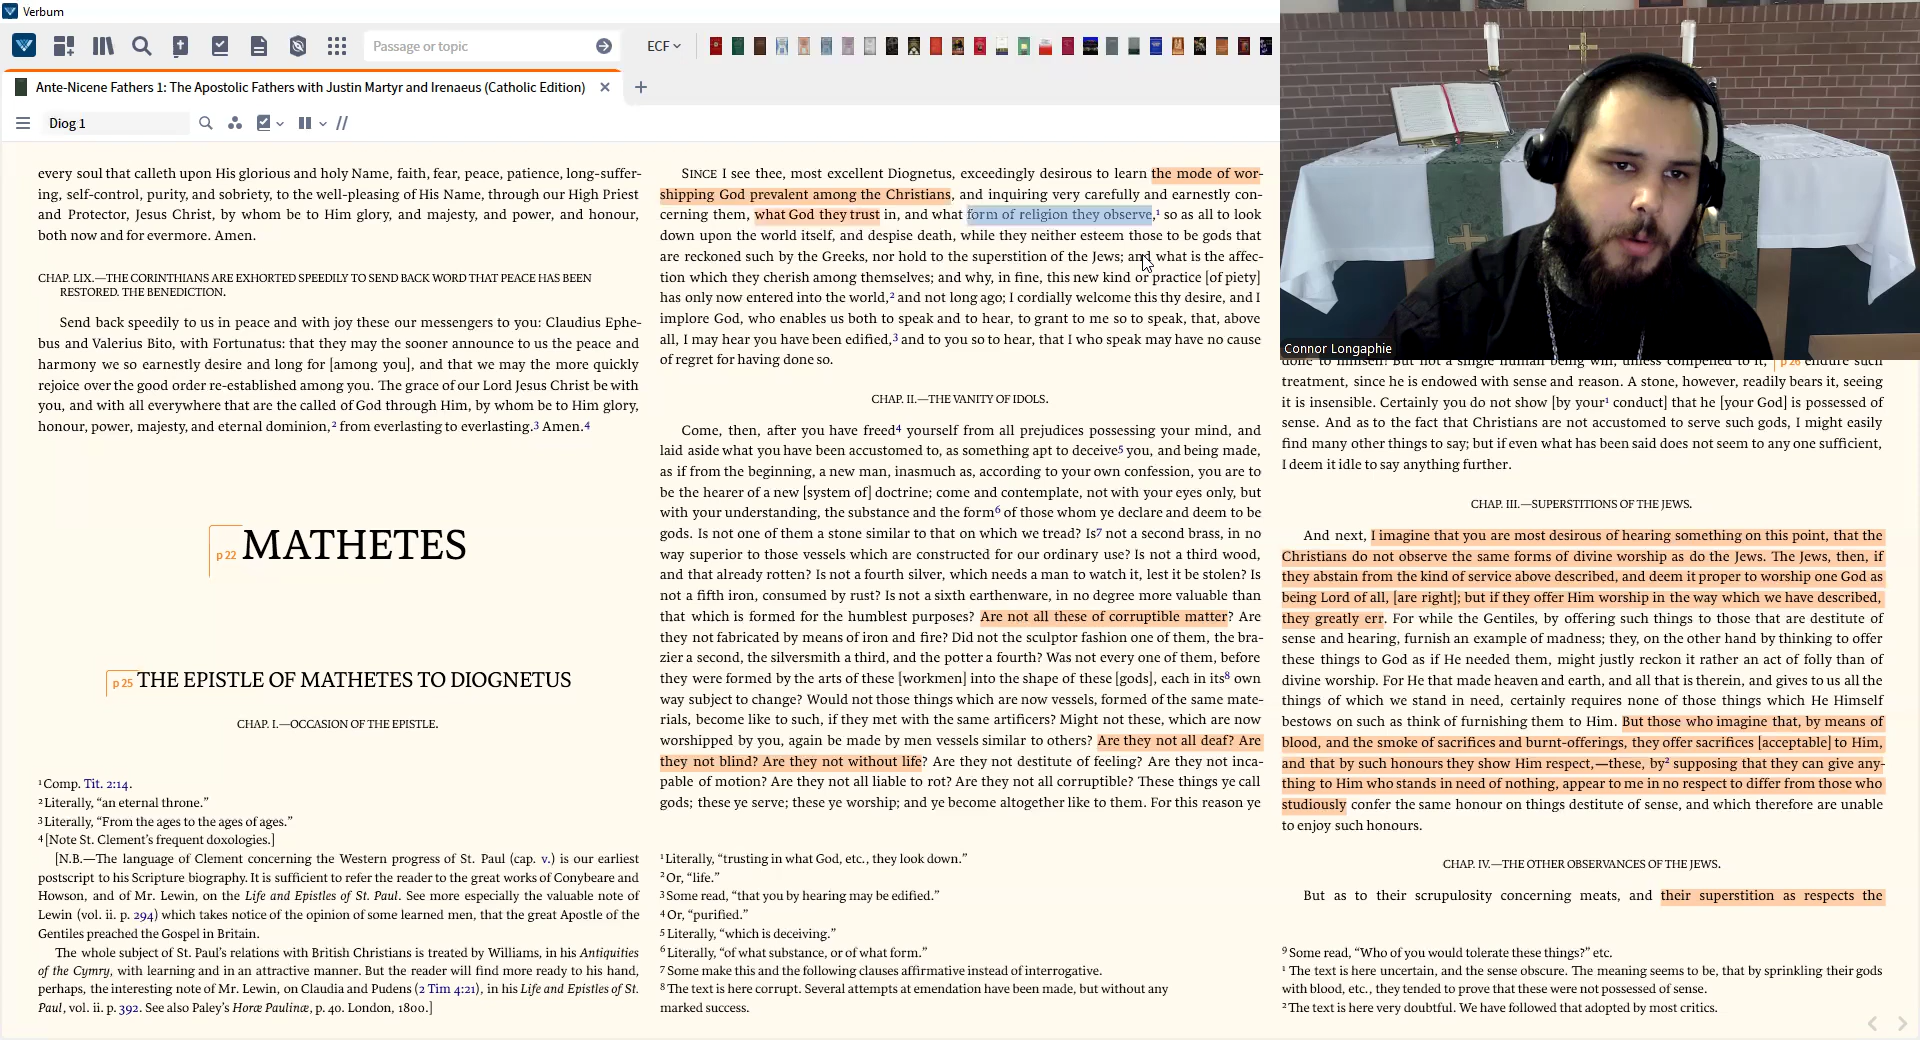 Verbum
Passage or topic
ECF
Ante-Nicene Fathers 1: The Apostolic Fathers with Justin Martyr and Irenaeus (Catholic Edition)
Diog 1
every soul that calleth upon His glorious and holy Name, faith, fear, peace, patience, long-suffer-
ing, self-control, purity, and sobriety, to the well-pleasing of His Name, through our High Priest
and Protector, Jesus Christ, by whom be to Him glory, and majesty, and power, and honour,
both now and for evermore. Amen.
CHAP. LIX.—THE CORINTHIANS ARE EXHORTED SPEEDILY TO SEND BACK WORD THAT PEACE HAS BEEN
RESTORED. THE BENEDICTION.
Send back speedily to us in peace and with joy these our messengers to you: Claudius Ephe-
bus and Valerius Bito, with Fortunatus: that they may the sooner announce to us the peace and
harmony we so earnestly desire and long for [among you], and that we may the more quickly
rejoice over the good order re-established among you. The grace of our Lord Jesus Christ be with
you, and with all everywhere that are the called of God through Him, by whom be to Him glory,
honour, power, majesty, and eternal dominion,2 from everlasting to everlasting.3 Amen.4
p 22 MATHETES
p 25 THE EPISTLE OF MATHETES TO DIOGNETUS
CHAP. I.—OCCASION OF THE EPISTLE.
1 Comp. Tit. 2:14.
2 Literally, “an eternal throne.”
3 Literally, “From the ages to the ages of ages.”
4 [Note St. Clement’s frequent doxologies.]
[N.B.—The language of Clement concerning the Western progress of St. Paul (cap. v.) is our earliest
postscript to his Scripture biography. It is sufficient to refer the reader to the great works of Conybeare and
Howson, and of Mr. Lewin, on the Life and Epistles of St. Paul. See more especially the valuable note of
Lewin (vol. ii. p. 294) which takes notice of the opinion of some learned men, that the great Apostle of the
Gentiles preached the Gospel in Britain.
The whole subject of St. Paul’s relations with British Christians is treated by Williams, in his Antiquities
of the Cymry, with learning and in an attractive manner. But the reader will find more ready to his hand,
perhaps, the interesting note of Mr. Lewin, on Claudia and Pudens (2 Tim 4:21), in his Life and Epistles of St.
Paul, vol. ii. p. 392. See also Paley’s Horæ Paulinæ, p. 40. London, 1800.]
SINCE I see thee, most excellent Diognetus, exceedingly desirous to learn the mode of wor-
shipping God prevalent among the Christians, and inquiring very carefully and earnestly con-
cerning them, what God they trust in, and what form of religion they observe,1 so as all to look
down upon the world itself, and despise death, while they neither esteem those to be gods that
are reckoned such by the Greeks, nor hold to the superstition of the Jews; and what is the affec-
tion which they cherish among themselves; and why, in fine, this new kind or practice [of piety]
has only now entered into the world,2 and not long ago; I cordially welcome this thy desire, and I
implore God, who enables us both to speak and to hear, to grant to me so to speak, that, above
all, I may hear you have been edified,3 and to you so to hear, that I who speak may have no cause
of regret for having done so.
CHAP. II.—THE VANITY OF IDOLS.
Come, then, after you have freed4 yourself from all prejudices possessing your mind, and
laid aside what you have been accustomed to, as something apt to deceive5 you, and being made,
as if from the beginning, a new man, inasmuch as, according to your own confession, you are to
be the hearer of a new [system of] doctrine; come and contemplate, not with your eyes only, but
with your understanding, the substance and the form6 of those whom ye declare and deem to be
gods. Is not one of them a stone similar to that on which we tread? Is7 not a second brass, in no
way superior to those vessels which are constructed for our ordinary use? Is not a third wood,
and that already rotten? Is not a fourth silver, which needs a man to watch it, lest it be stolen? Is
not a fifth iron, consumed by rust? Is not a sixth earthenware, in no degree more valuable than
that which is formed for the humblest purposes? Are not all these of corruptible matter? Are
they not fabricated by means of iron and fire? Did not the sculptor fashion one of them, the bra-
zier a second, the silversmith a third, and the potter a fourth? Was not every one of them, before
they were formed by the arts of these [workmen] into the shape of these [gods], each in its8 own
way subject to change? Would not those things which are now vessels, formed of the same mate-
rials, become like to such, if they met with the same artificers? Might not these, which are now
worshipped by you, again be made by men vessels similar to others? Are they not all deaf? Are
they not blind? Are they not without life? Are they not destitute of feeling? Are they not inca-
pable of motion? Are they not all liable to rot? Are they not all corruptible? These things ye call
gods; these ye serve; these ye worship; and ye become altogether like to them. For this reason ye
1 Literally, “trusting in what God, etc., they look down.”
2 Or, “life.”
3 Some read, “that you by hearing may be edified.”
4 Or, “purified.”
5 Literally, “which is deceiving.”
6 Literally, “of what substance, or of what form.”
7 Some make this and the following clauses affirmative instead of interrogative.
8 The text is here corrupt. Several attempts at emendation have been made, but without any
marked success.
Connor Longaphie
done to himself. But not a single human being will, unless compelled to it, p 26 endure such
treatment, since he is endowed with sense and reason. A stone, however, readily bears it, seeing
it is insensible. Certainly you do not show [by your1 conduct] that he [your God] is possessed of
sense. And as to the fact that Christians are not accustomed to serve such gods, I might easily
find many other things to say; but if even what has been said does not seem to any one sufficient,
I deem it idle to say anything further.
CHAP. III.—SUPERSTITIONS OF THE JEWS.
And next, I imagine that you are most desirous of hearing something on this point, that the
Christians do not observe the same forms of divine worship as do the Jews. The Jews, then, if
they abstain from the kind of service above described, and deem it proper to worship one God as
being Lord of all, [are right]; but if they offer Him worship in the way which we have described,
they greatly err. For while the Gentiles, by offering such things to those that are destitute of
sense and hearing, furnish an example of madness; they, on the other hand by thinking to offer
these things to God as if He needed them, might justly reckon it rather an act of folly than of
divine worship. For He that made heaven and earth, and all that is therein, and gives to us all the
things of which we stand in need, certainly requires none of those things which He Himself
bestows on such as think of furnishing them to Him. But those who imagine that, by means of
blood, and the smoke of sacrifices and burnt-offerings, they offer sacrifices [acceptable] to Him,
and that by such honours they show Him respect,—these, by2 supposing that they can give any-
thing to Him who stands in need of nothing, appear to me in no respect to differ from those who
studiously confer the same honour on things destitute of sense, and which therefore are unable
to enjoy such honours.
CHAP. IV.—THE OTHER OBSERVANCES OF THE JEWS.
But as to their scrupulosity concerning meats, and their superstition as respects the
9 Some read, “Who of you would tolerate these things?” etc.
1 The text is here uncertain, and the sense obscure. The meaning seems to be, that by sprinkling their gods
with blood, etc., they tended to prove that these were not possessed of sense.
2 The text is here very doubtful. We have followed that adopted by most critics.